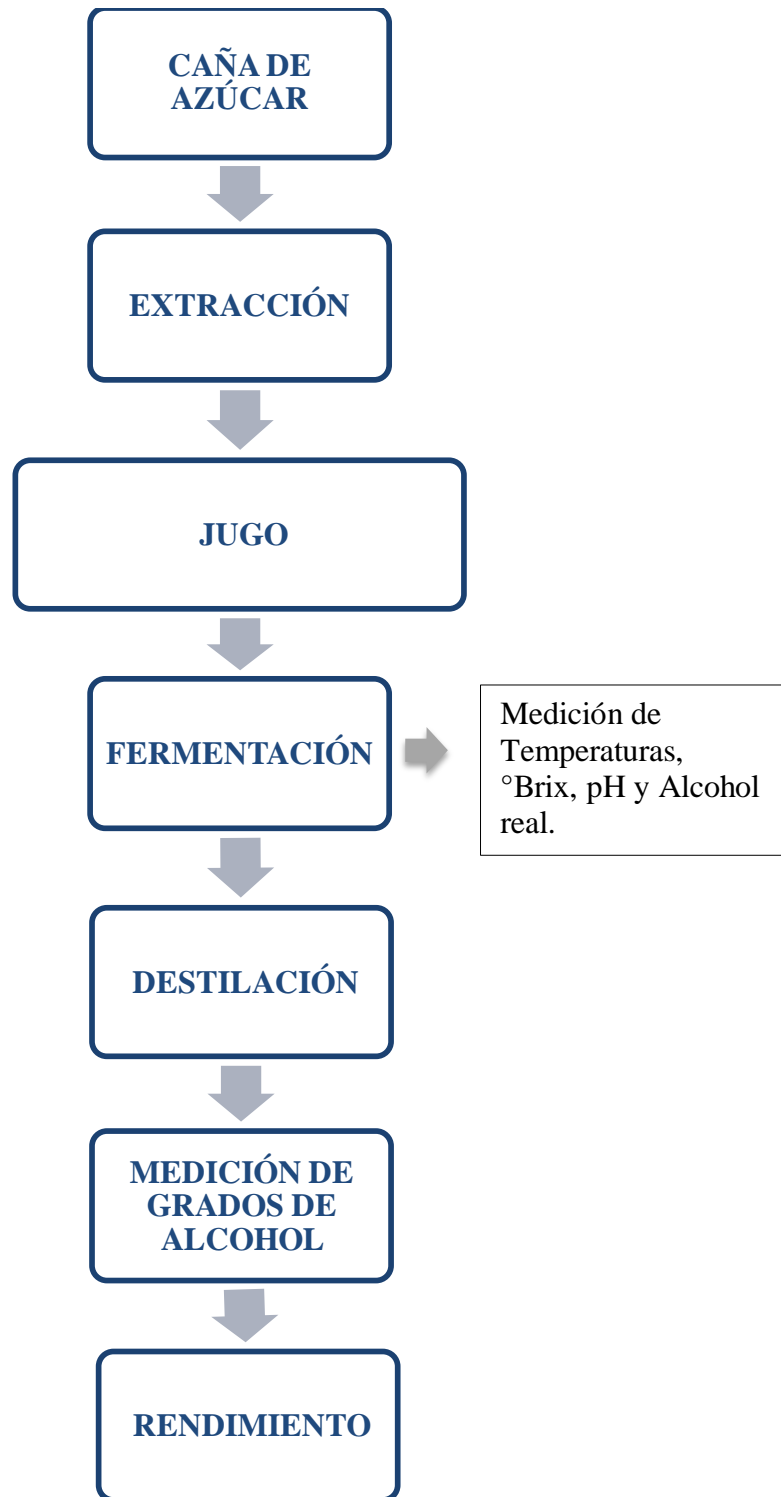 CAÑA DE
AZÚCAR
EXTRACCIÓN
JUGO
FERMENTACIÓN
Medición de
Temperaturas,
°Brix, pH y Alcohol
real.
DESTILACIÓN
MEDICIÓN DE
GRADOS DE
ALCOHOL
RENDIMIENTO